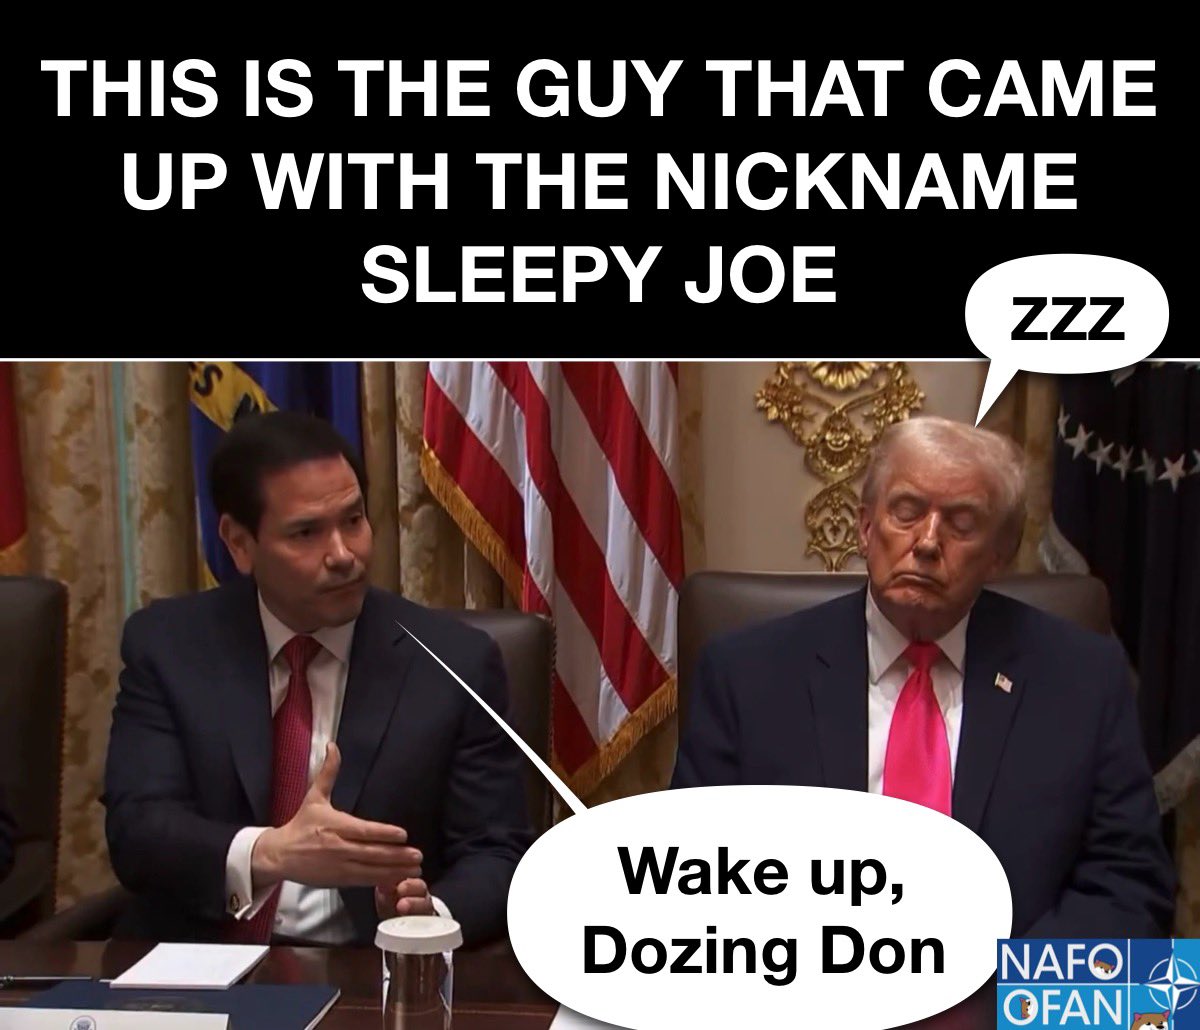 THIS IS THE GUY THAT CAME
UP WITH THE NICKNAME
SLEEPY JOE
ZZZ
Wake up,
Dozing Don
NAFO
OFAN